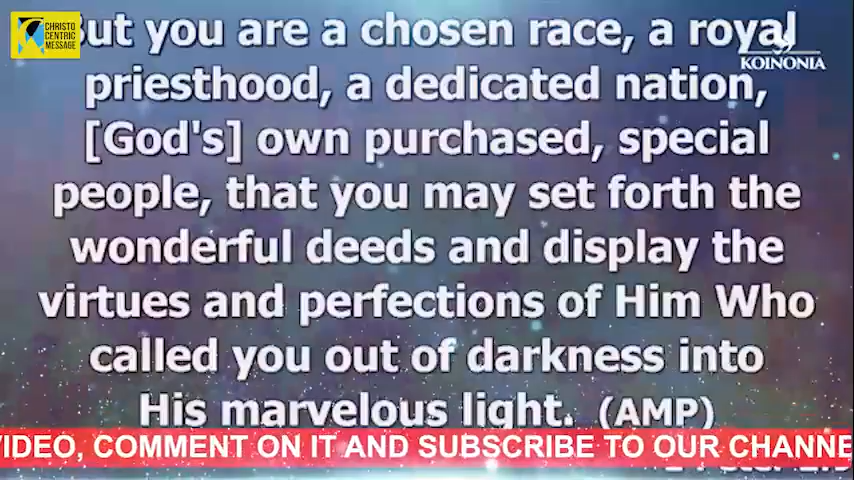 CHRISTO
CENTRIC
MESSAGE
But you are a chosen race, a royal
KOINONIA
priesthood, a dedicated nation,
[God's] own purchased, special
people, that you may set forth the
wonderful deeds and display the
virtues and perfections of Him Who
called you out of darkness into
His marvelous light. (AMP)
VIDEO, COMMENT ON IT AND SUBSCRIBE TO OUR CHANNE